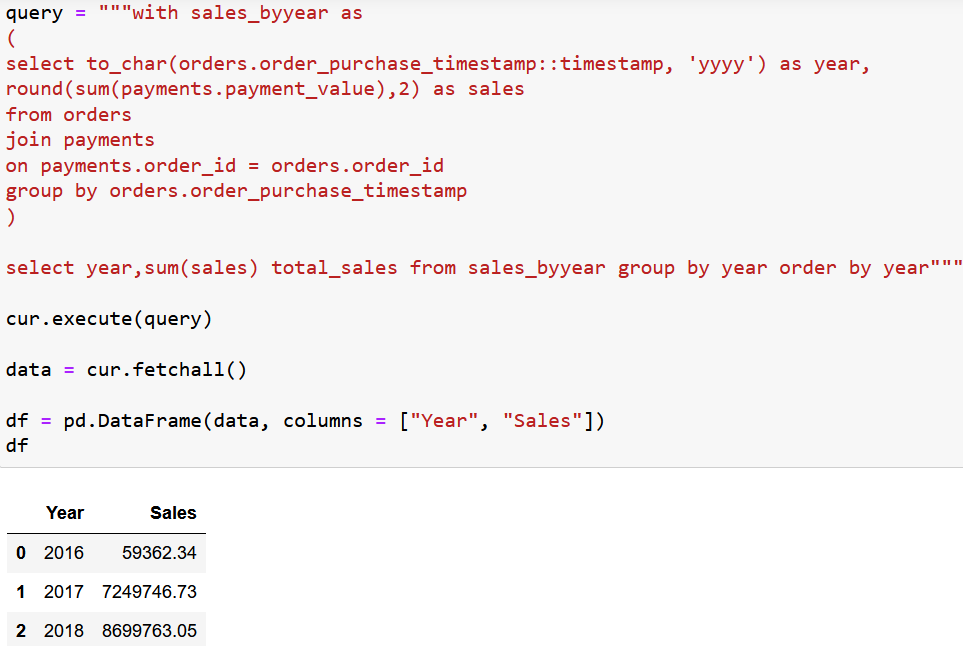 query = """with sales_byyear as
(
select to_char(orders.order_purchase_timestamp::timestamp, 'yyyy') as year,
round(sum(payments.payment_value),2) as sales
from orders
join payments
on payments.order_id = orders.order_id
group by orders.order_purchase_timestamp
)
select year,sum(sales) total_sales from sales_byyear group by year order by year"""
cur.execute(query)
data = cur.fetchall()
df = pd.DataFrame(data, columns = ["Year", "Sales"])
df
Year Sales
0 2016 59362.34
1 2017 7249746.73
2 2018 8699763.05